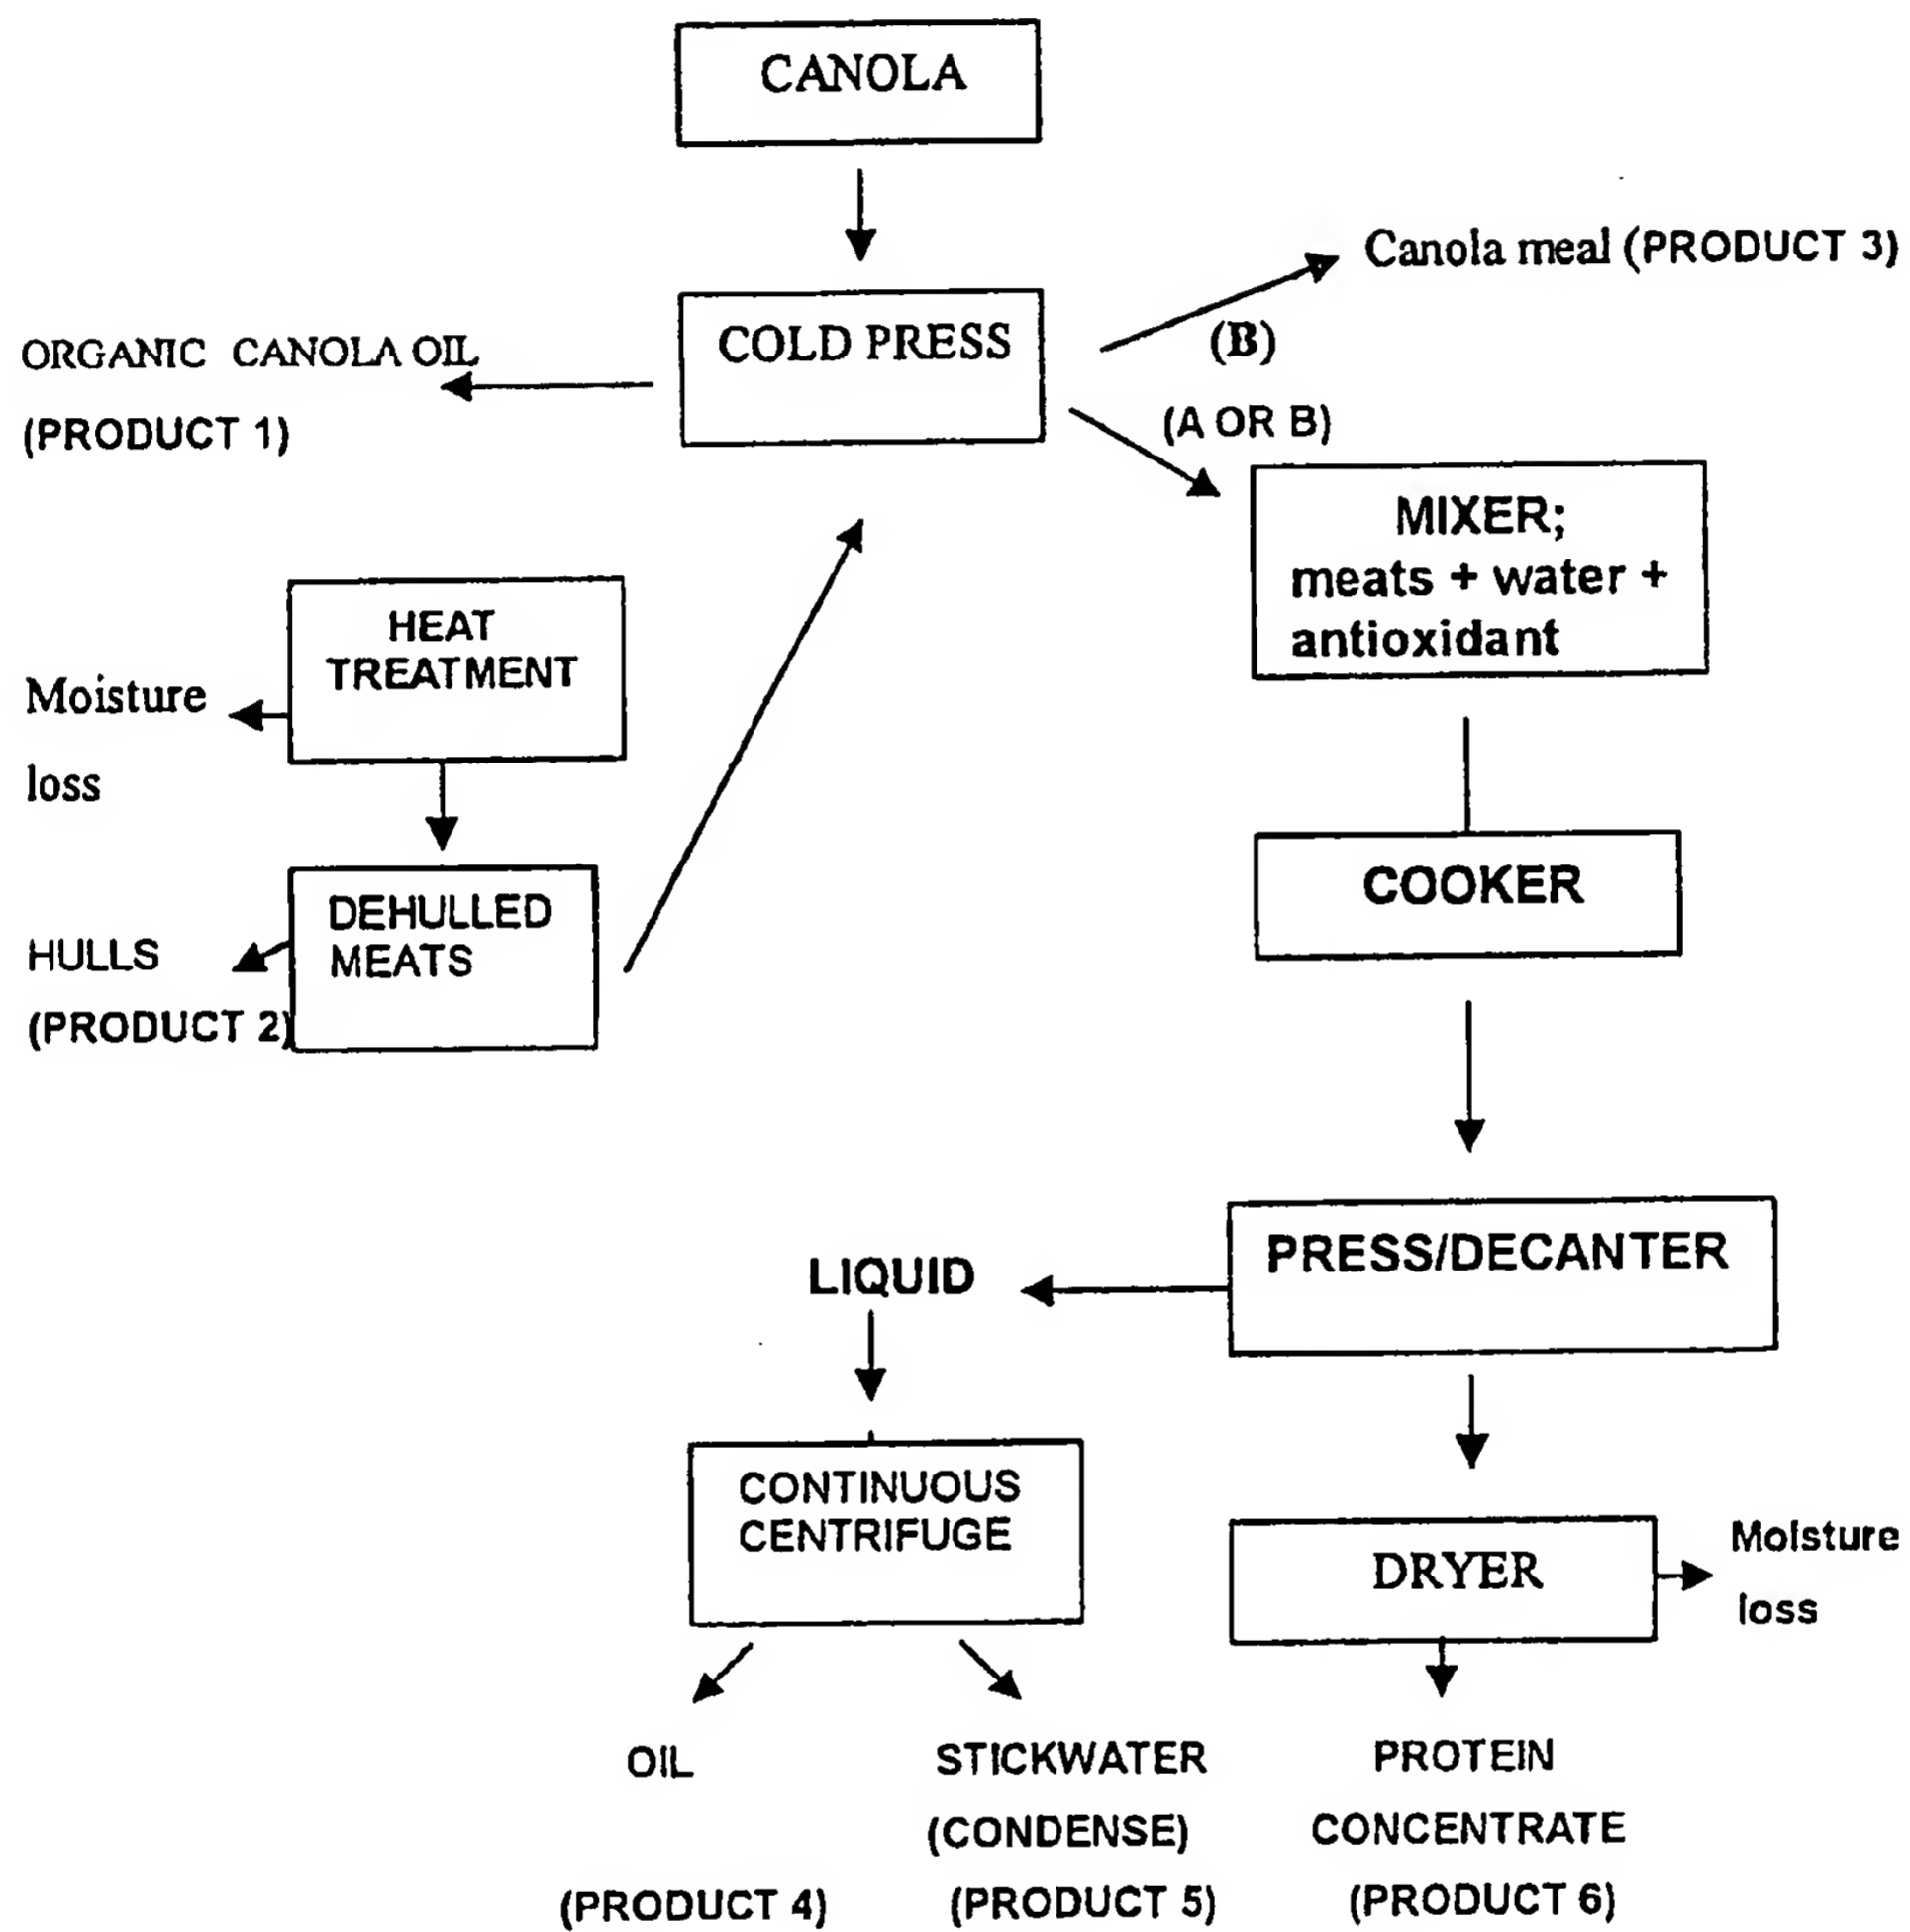 CANOLA
Canola meal (PRODUCT 3)
COLD PRESS
(B)
ORGANIC CANOLA OIL
(PRODUCT 1)
(A OR B)
MIXER;
meats + water +
antioxidant
HEAT
TREATMENT
Moisture
loss
COOKER
DEHULLED
MEATS
HULLS
(PRODUCT 2)
PRESS/DECANTER
LIQUID
CONTINUOUS
CENTRIFUGE
DRYER
Moisture
loss
OIL
(PRODUCT 4)
STICKWATER
(CONDENSE)
(PRODUCT 5)
PROTEIN
CONCENTRATE
(PRODUCT 6)